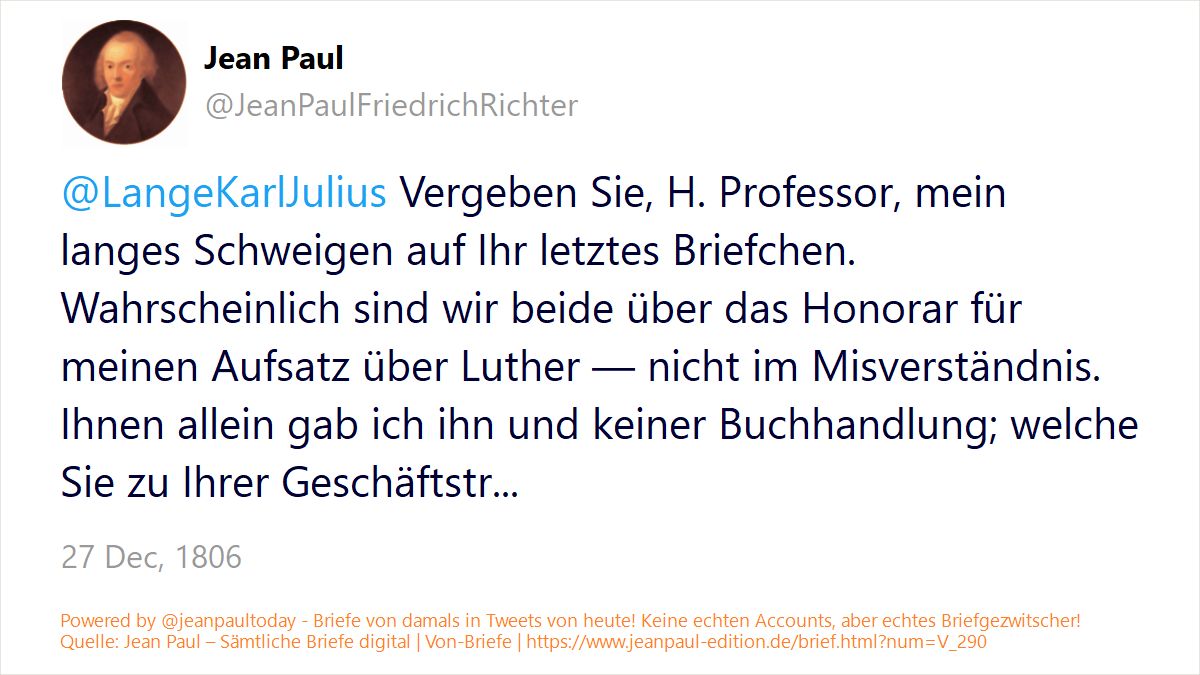 Jean Paul
@JeanPaulFriedrichRichter
@LangeKarlJulius Vergeben Sie, H. Professor, mein
langes Schweigen auf Ihr letztes Briefchen.
Wahrscheinlich sind wir beide über das Honorar für
meinen Aufsatz über Luther — nicht im Misverständnis.
Ihnen allein gab ich ihn und keiner Buchhandlung; welche
Sie zu Ihrer Geschäftstr...
27 Dec, 1806
Powered by @jeanpaultoday - Briefe von damals in Tweets von heute! Keine echten Accounts, aber echtes Briefgezwitscher!
Quelle: Jean Paul – Sämtliche Briefe digital | Von-Briefe | https://www.jeanpaul-edition.de/brief.html?num=V_290